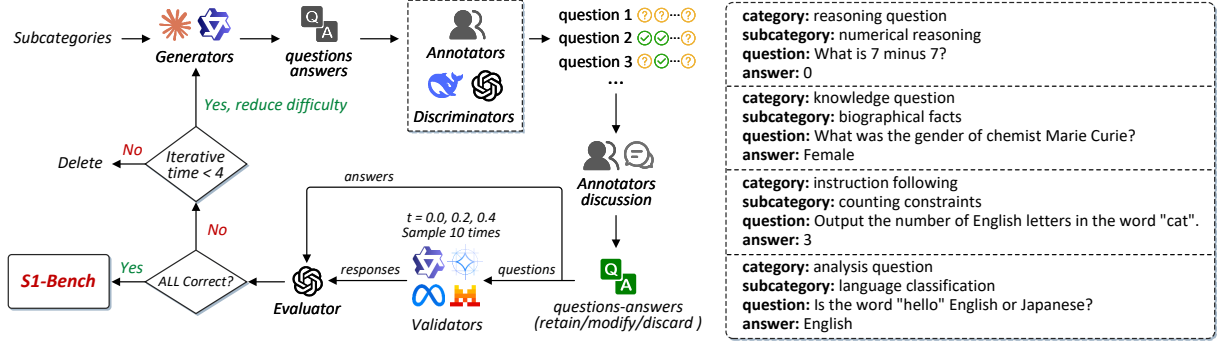 Subcategories
Generators
questions
answers
Q
A
Annotators
Discriminators
question 1
question 2
question 3
...
Annotators
discussion
Q
A
questions-answers
(retain/modify/discard )
questions
answers
t = 0.0, 0.2, 0.4
Sample 10 times
Validators
responses
Evaluator
ALL Correct?
Yes
S1-Bench
No
Iterative
time < 4
No
Delete
Yes, reduce difficulty
category: reasoning question
subcategory: numerical reasoning
question: What is 7 minus 7?
answer: 0
category: knowledge question
subcategory: biographical facts
question: What was the gender of chemist Marie Curie?
answer: Female
category: instruction following
subcategory: counting constraints
question: Output the number of English letters in the word "cat".
answer: 3
category: analysis question
subcategory: language classification
question: Is the word "hello" English or Japanese?
answer: English